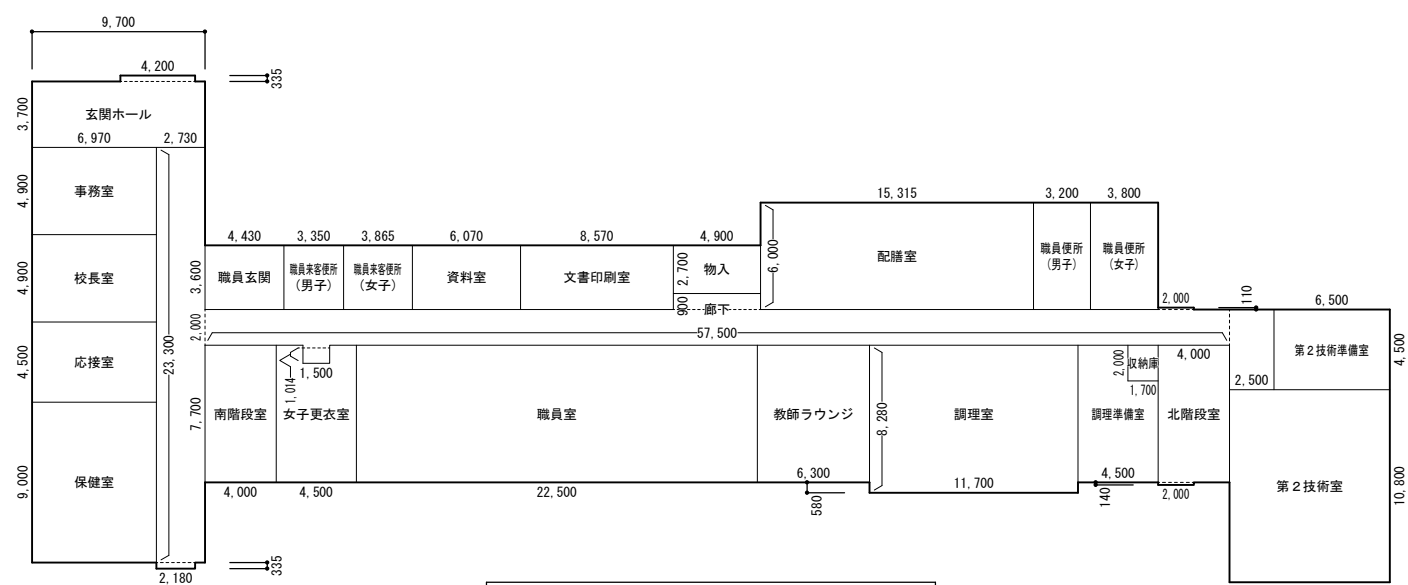 9,700
4,200
335
3,700
玄関ホール
6,970
2,730
4,900
事務室
15,315
3,200
3,800
4,430
3,350
3,865
6,070
8,570
4,900
4,900
校長室
3,600
職員玄関
職員来客便所
(男子)
職員来客便所
(女子)
資料室
文書印刷室
2,700
物入
6,000
配膳室
職員便所
(男子)
職員便所
(女子)
900
廊下
2,000
110
6,500
2,000
57,500
4,500
応接室
23,300
1,014
1,500
2,000
収納庫
1,700
4,000
2,500
第2技術準備室
4,500
7,700
南階段室
女子更衣室
職員室
教師ラウンジ
8,280
調理室
調理準備室
北階段室
9,000
保健室
4,000
4,500
22,500
6,300
580
11,700
4,500
140
2,000
第2技術室
10,800
2,180
335